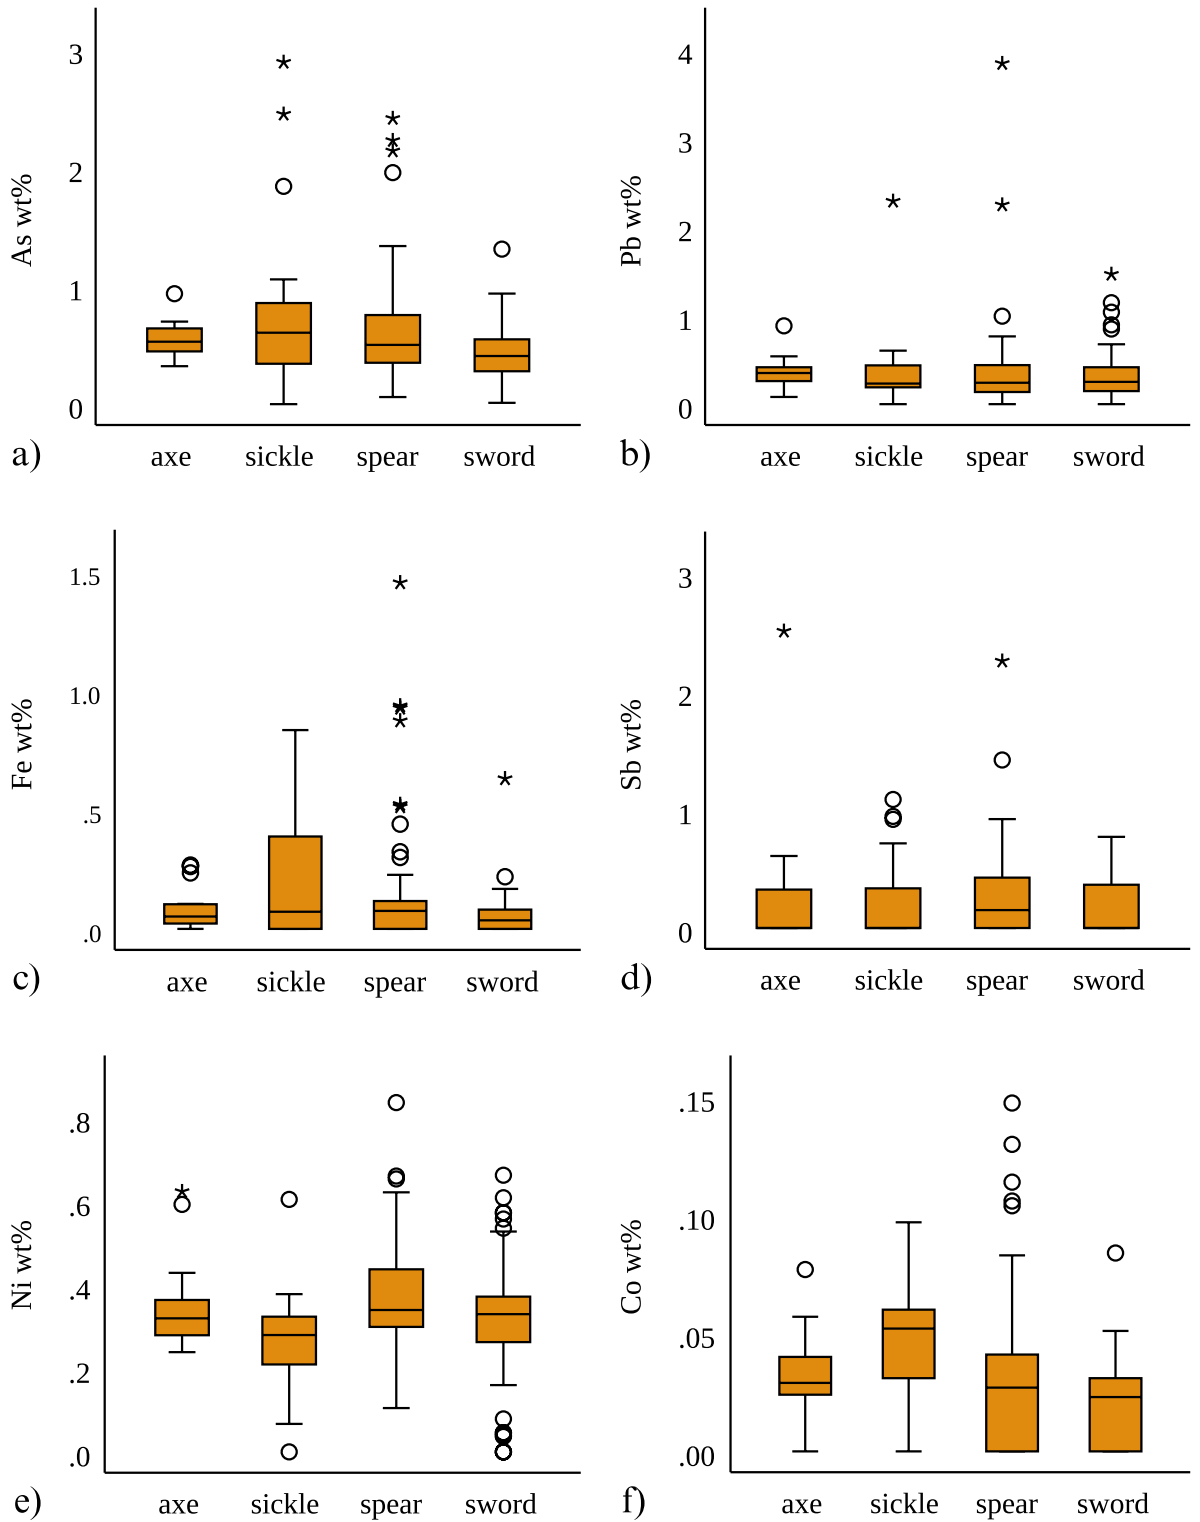 3
2
1
0
As wt%
axe sickle spear sword
a)
4
3
2
1
0
Pb wt%
axe sickle spear sword
b)
1.5
1.0
.5
.0
Fe wt%
axe sickle spear sword
c)
3
2
1
0
Sb wt%
axe sickle spear sword
d)
.8
.6
.4
.2
.0
Ni wt%
axe sickle spear sword
e)
.15
.10
.05
.00
Co wt%
axe sickle spear sword
f)